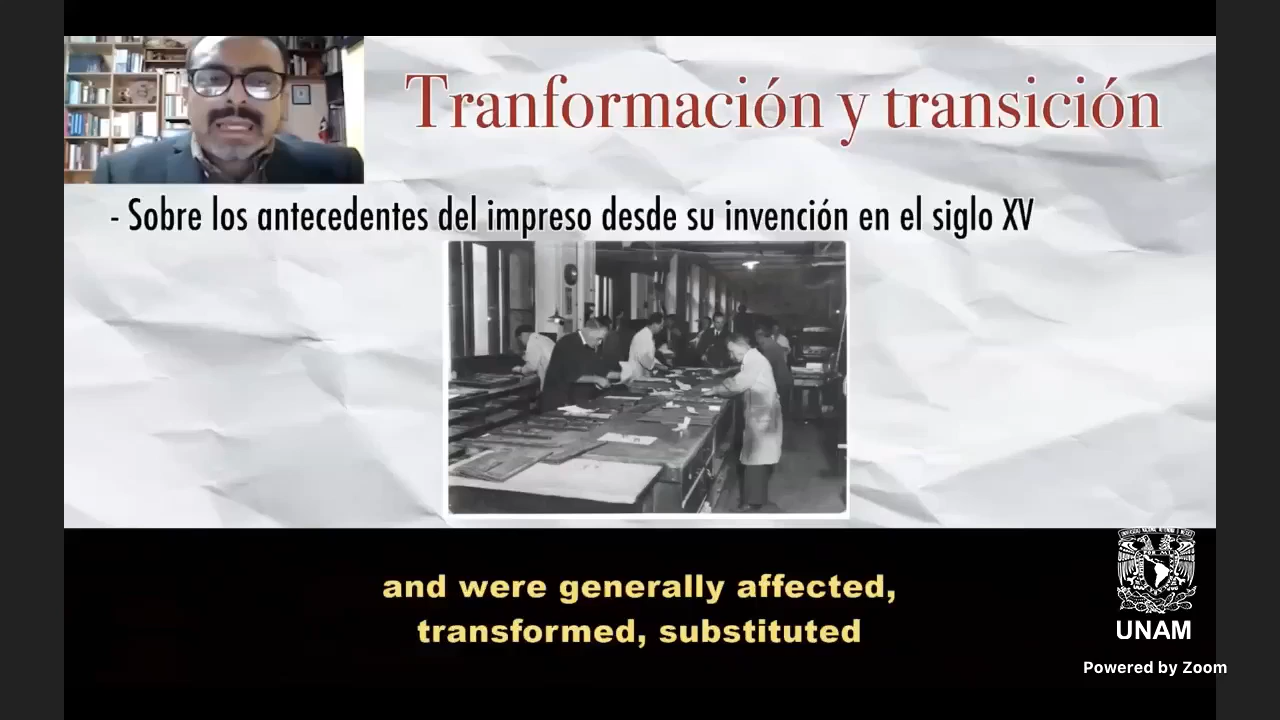 Tranformación y transición
- Sobre los antecedentes del impreso desde su invención en el siglo XV
and were generally affected,
transformed, substituted
UNAM
Powered by Zoom